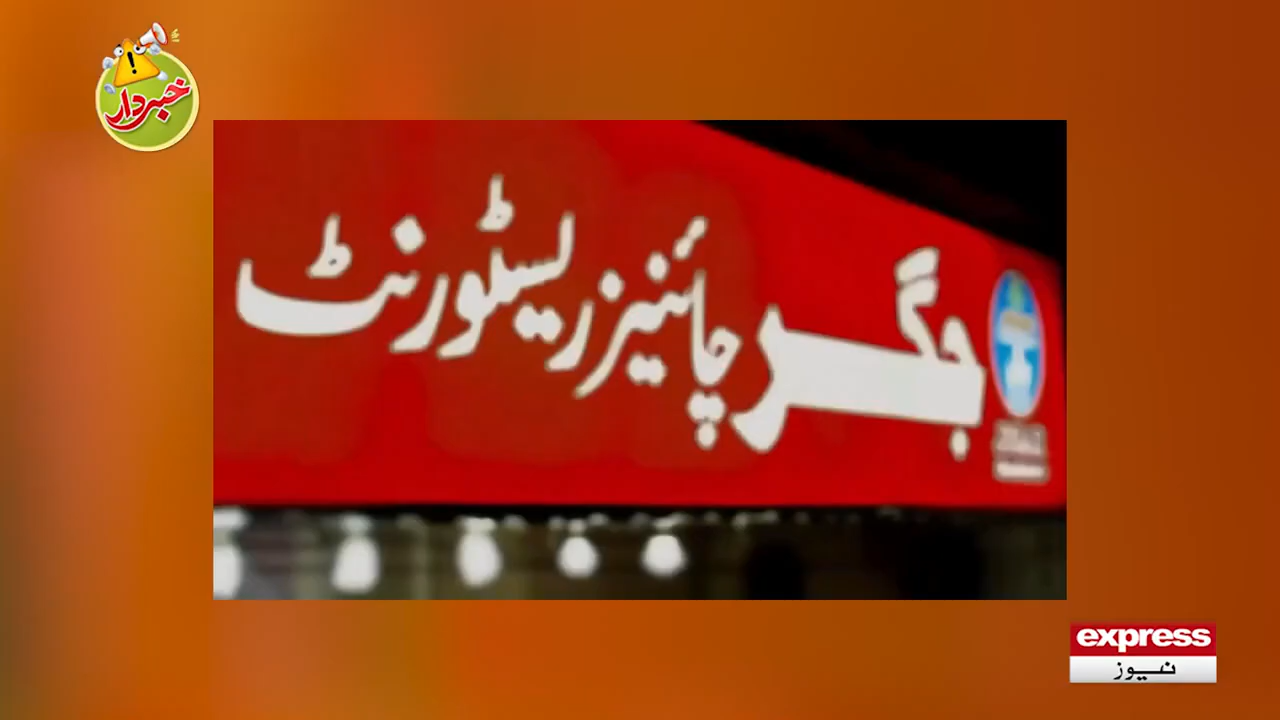 خبردار
جگر چائنیز ریسٹورنٹ
express
نیوز